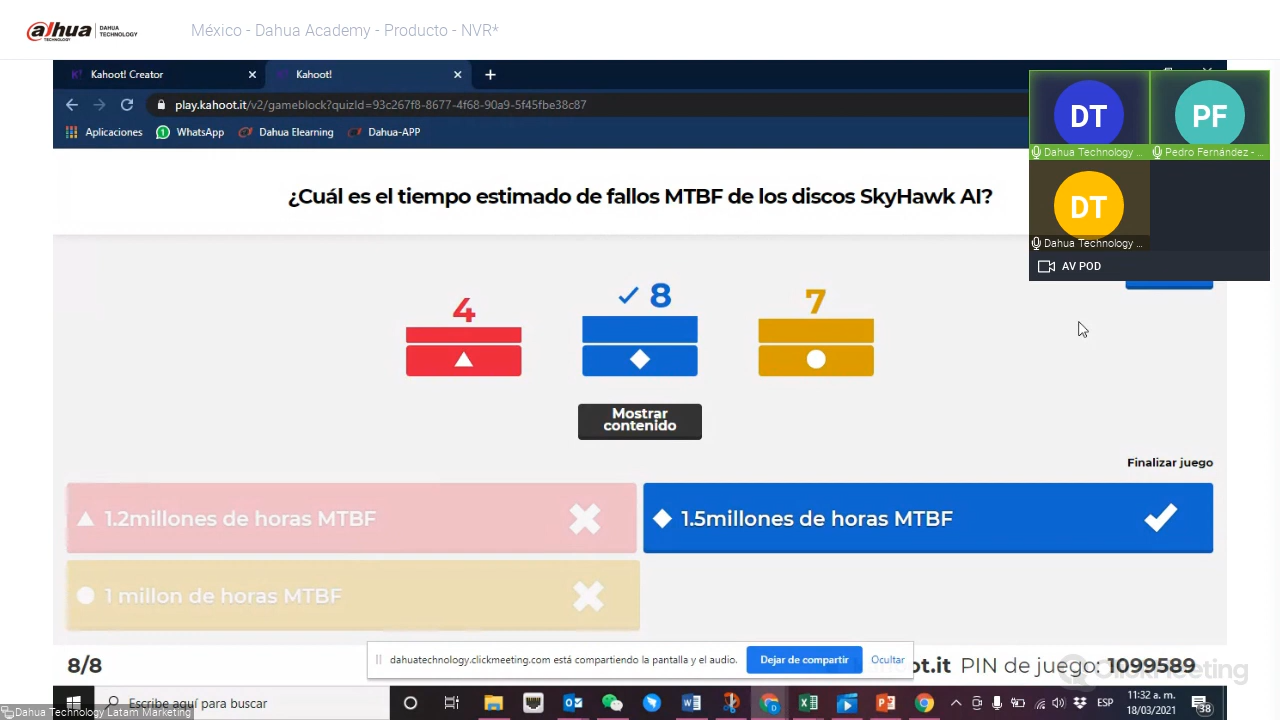 alhua
TECHNOLOGY
DAHUA
TECHNOLOGY
México - Dahua Academy - Producto - NVR*
Kahoot! Creator
Kahoot!
play.kahoot.it/v2/gameblock?quizId=93c267f8-8677-4f68-90a9-5f45fbe38c87
Aplicaciones
WhatsApp
Dahua Elearning
Dahua-APP
DT
PF
Dahua Technology ...
Pedro Fernández - ...
DT
Dahua Technology ...
AV POD
¿Cuál es el tiempo estimado de fallos MTBF de los discos SkyHawk AI?
4
8
7
Mostrar
contenido
Finalizar juego
1.2millones de horas MTBF
1.5millones de horas MTBF
1 millon de horas MTBF
8/8
dahuatechnology.clickmeeting.com está compartiendo la pantalla y el audio.
Dejar de compartir
Ocultar
ot.it PIN de juego: 1099589
ClickMeeting
Escribe aquí para buscar
Dahua Technology Latam Marketing
ESP
11:32 a. m.
18/03/2021
38